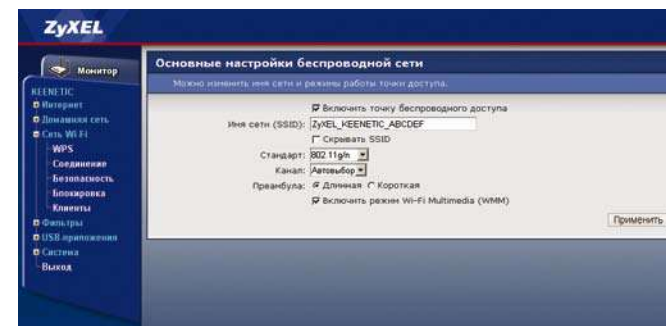 ZyXEL
Монитор
KEENETIC
Интернет
Домашняя сеть
Сеть Wi-Fi
WPS
Соединение
Безопасность
Блокировка
Клиенты
Фильтры
USB приложения
Система
Выход
Основные настройки беспроводной сети
Можно изменить имя сети и режимы работы точки доступа.
Включить точку беспроводного доступа
Имя сети (SSID): ZyXEL_KEENETIC_ABCDEF
Скрывать SSID
Стандарт: 802.11g/n
Канал: Автовыбор
Преамбула: Длинная Короткая
Включить режим Wi-Fi Multimedia (WMM)
Применить